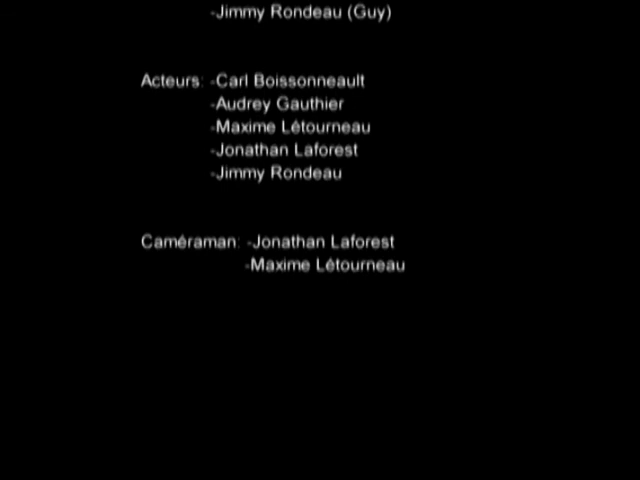 -Jimmy Rondeau (Guy)
Acteurs: -Carl Boissonneault
-Audrey Gauthier
-Maxime Létourneau
-Jonathan Laforest
-Jimmy Rondeau
Caméraman: -Jonathan Laforest
-Maxime Létourneau